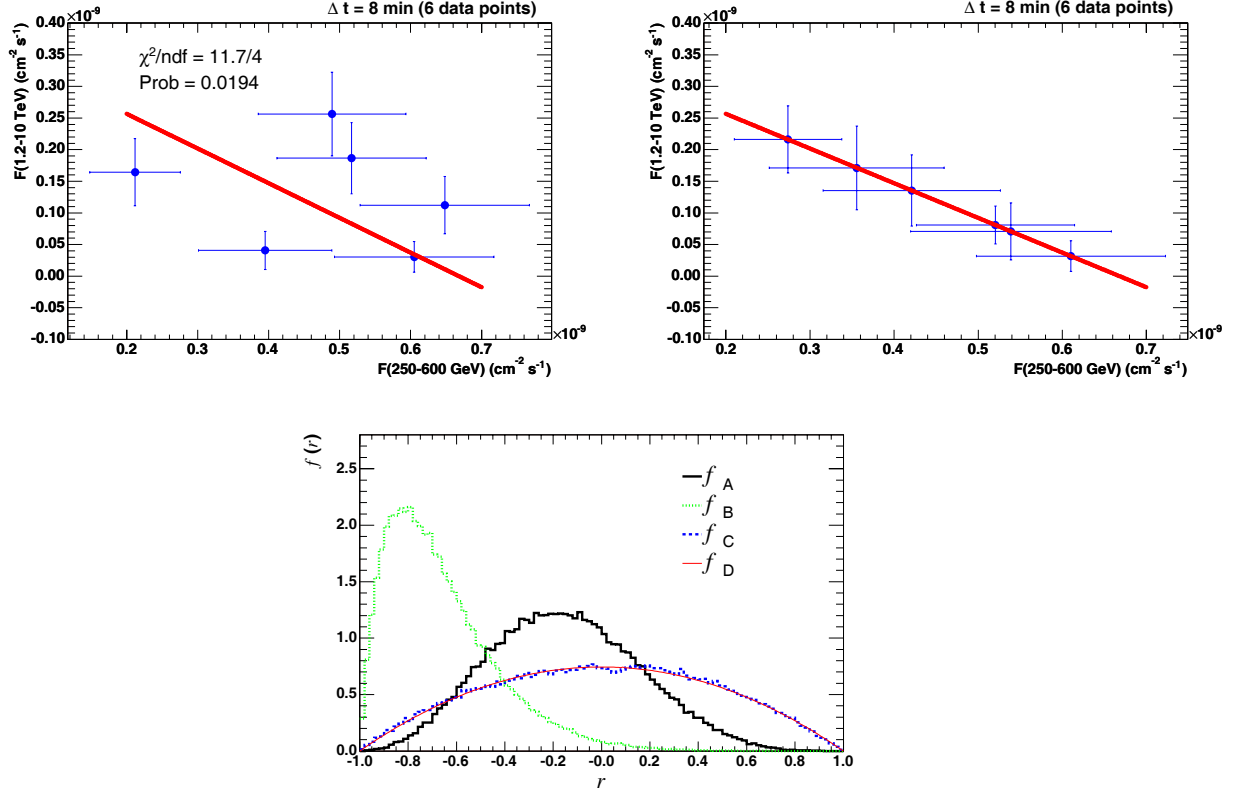 Δ t = 8 min (6 data points)
×10⁻⁹
0.40
0.35
0.30
0.25
0.20
0.15
0.10
0.05
0.00
-0.05
-0.10
F(1.2-10 TeV) (cm⁻² s⁻¹)
χ²/ndf = 11.7/4
Prob = 0.0194
0.2 0.3 0.4 0.5 0.6 0.7
×10⁻⁹
F(250-600 GeV) (cm⁻² s⁻¹)
Δ t = 8 min (6 data points)
×10⁻⁹
0.40
0.35
0.30
0.25
0.20
0.15
0.10
0.05
0.00
-0.05
-0.10
F(1.2-10 TeV) (cm⁻² s⁻¹)
0.2 0.3 0.4 0.5 0.6 0.7
×10⁻⁹
F(250-600 GeV) (cm⁻² s⁻¹)
f (r)
2.5
2.0
1.5
1.0
0.5
0.0
f A
f B
f C
f D
-1.0 -0.8 -0.6 -0.4 -0.2 -0.0 0.2 0.4 0.6 0.8 1.0
r